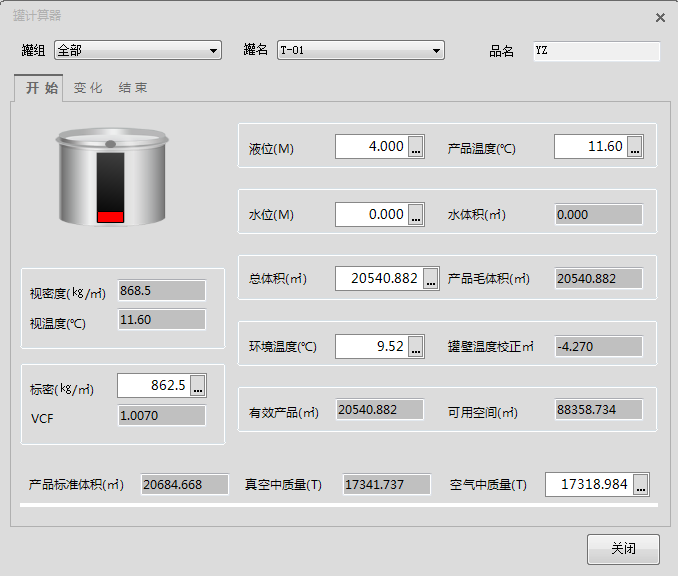 罐计算器
罐组 全部 罐名 T-01 品名 YZ
开 始 变 化 结 束
液位(M) 4.000 ... 产品温度(℃) 11.60 ...
水位(M) 0.000 ... 水体积(㎥) 0.000
总体积(㎥) 20540.882 ... 产品毛体积(㎥) 20540.882
视密度(㎏/㎥) 868.5
视温度(℃) 11.60
环境温度(℃) 9.52 ... 罐壁温度校正㎥ -4.270
标密(㎏/㎥) 862.5 ...
VCF 1.0070
有效产品(㎥) 20540.882 可用空间(㎥) 88358.734
产品标准体积(㎥) 20684.668 真空中质量(T) 17341.737 空气中质量(T) 17318.984 ...
关闭